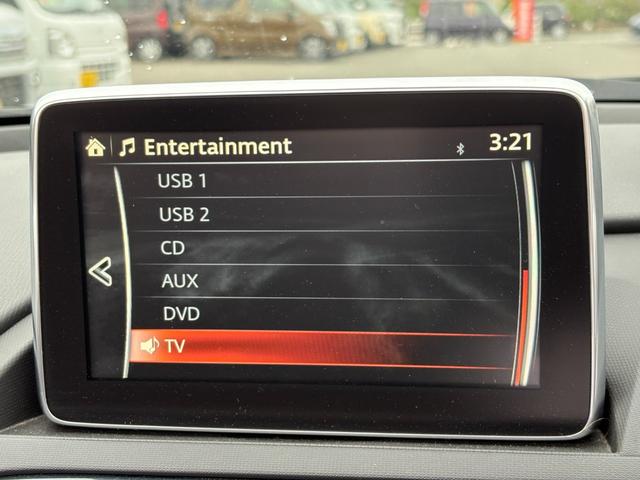 Entertainment 3:21
USB 1
USB 2
CD
AUX
DVD
TV